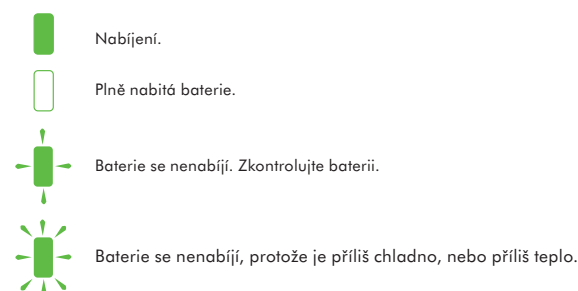 Nabíjení.
Plně nabitá baterie.
Baterie se nenabíjí. Zkontrolujte baterii.
Baterie se nenabíjí, protože je příliš chladno, nebo příliš teplo.